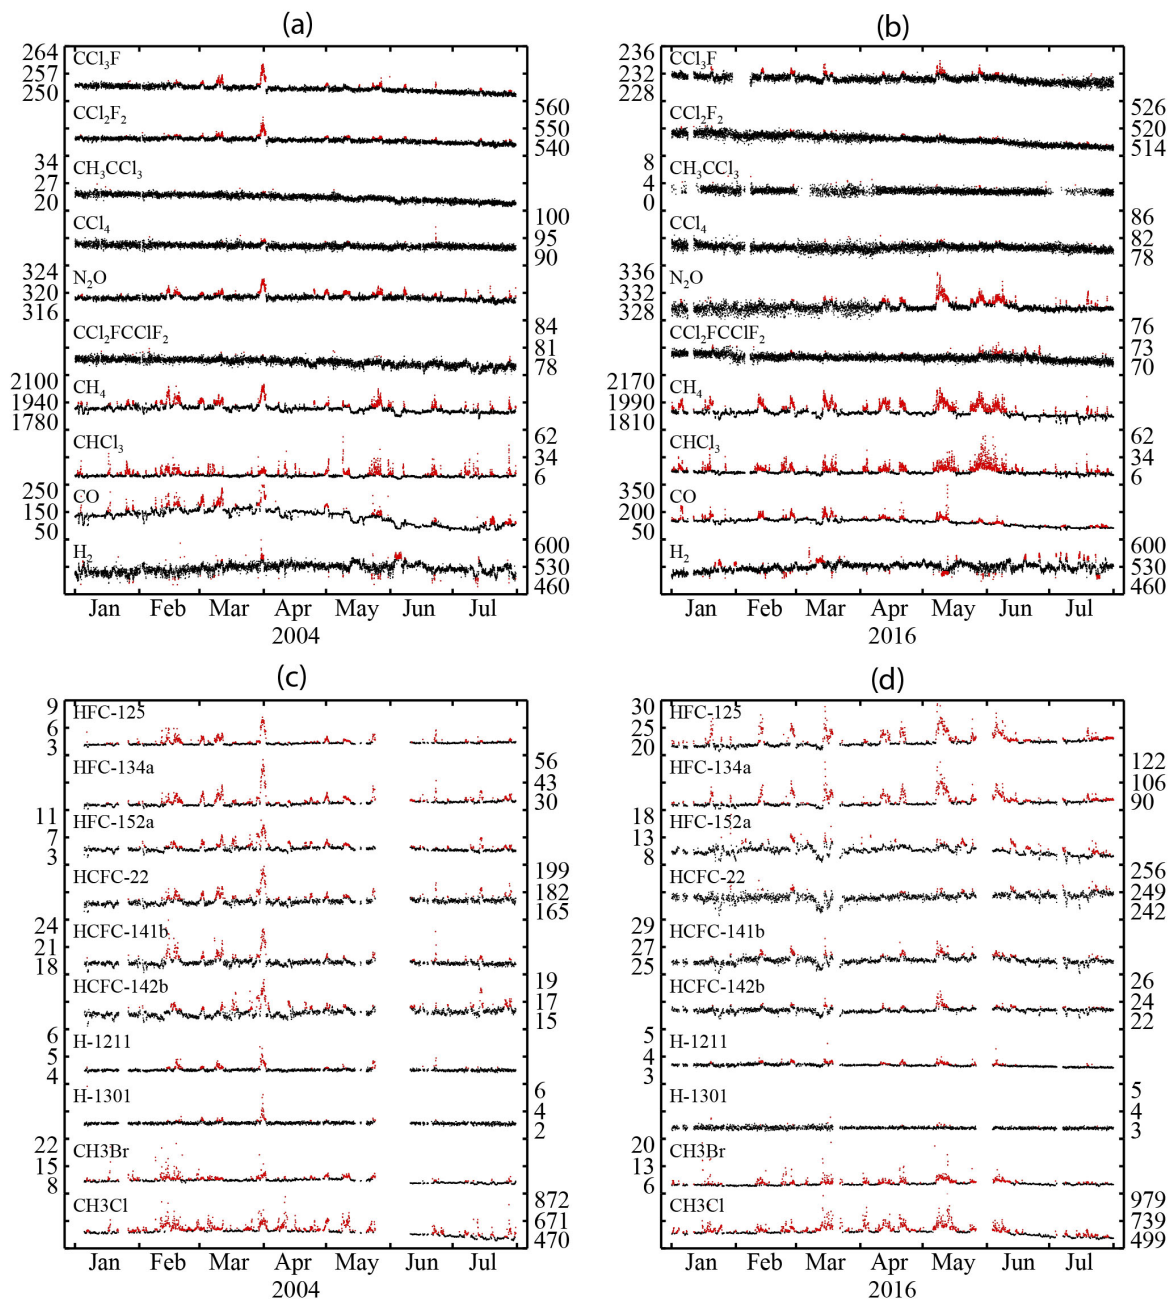 (a)
264
257
250
CCl₃F
560
550
540
CCl₂F₂
34
27
20
CH₃CCl₃
100
95
90
CCl₄
324
320
316
N₂O
84
81
78
CCl₂FCClF₂
2100
1940
1780
CH₄
62
34
6
CHCl₃
250
150
50
CO
600
530
460
H₂
Jan Feb Mar Apr May Jun Jul
2004
(b)
236
232
228
CCl₃F
526
520
514
CCl₂F₂
8
4
0
CH₃CCl₃
86
82
78
CCl₄
336
332
328
N₂O
76
73
70
CCl₂FCClF₂
2170
1990
1810
CH₄
62
34
6
CHCl₃
350
200
50
CO
600
530
460
H₂
Jan Feb Mar Apr May Jun Jul
2016
(c)
9
6
3
HFC-125
56
43
30
HFC-134a
11
7
3
HFC-152a
199
182
165
HCFC-22
24
21
18
HCFC-141b
19
17
15
HCFC-142b
6
5
4
H-1211
6
4
2
H-1301
22
15
8
CH3Br
872
671
470
CH3Cl
Jan Feb Mar Apr May Jun Jul
2004
(d)
30
25
20
HFC-125
122
106
90
HFC-134a
18
13
8
HFC-152a
256
249
242
HCFC-22
29
27
25
HCFC-141b
26
24
22
HCFC-142b
5
4
3
H-1211
5
4
3
H-1301
20
13
6
CH3Br
979
739
499
CH3Cl
Jan Feb Mar Apr May Jun Jul
2016